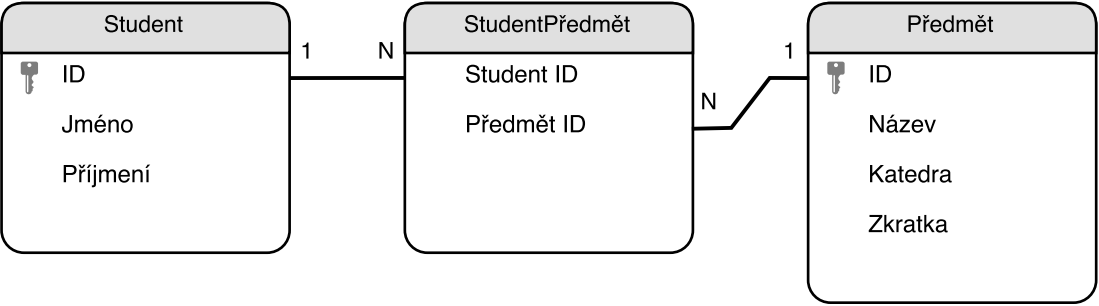 Student
ID
Jméno
Příjmení
1
N
StudentPředmět
Student ID
Předmět ID
N
1
Předmět
ID
Název
Katedra
Zkratka